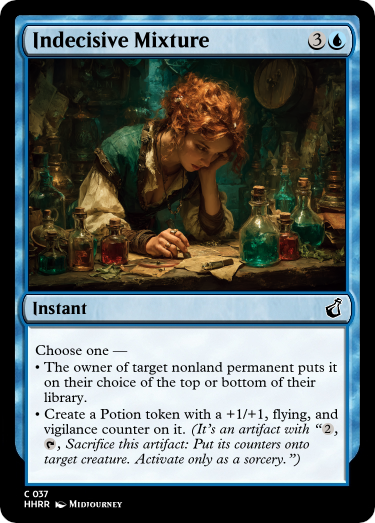 Indecisive Mixture 3
Instant
Choose one —
• The owner of target nonland permanent puts it
on their choice of the top or bottom of their
library.
• Create a Potion token with a +1/+1, flying, and
vigilance counter on it. (It's an artifact with “2,
, Sacrifice this artifact: Put its counters onto
target creature. Activate only as a sorcery.”)
C 037
HHRR Midjourney